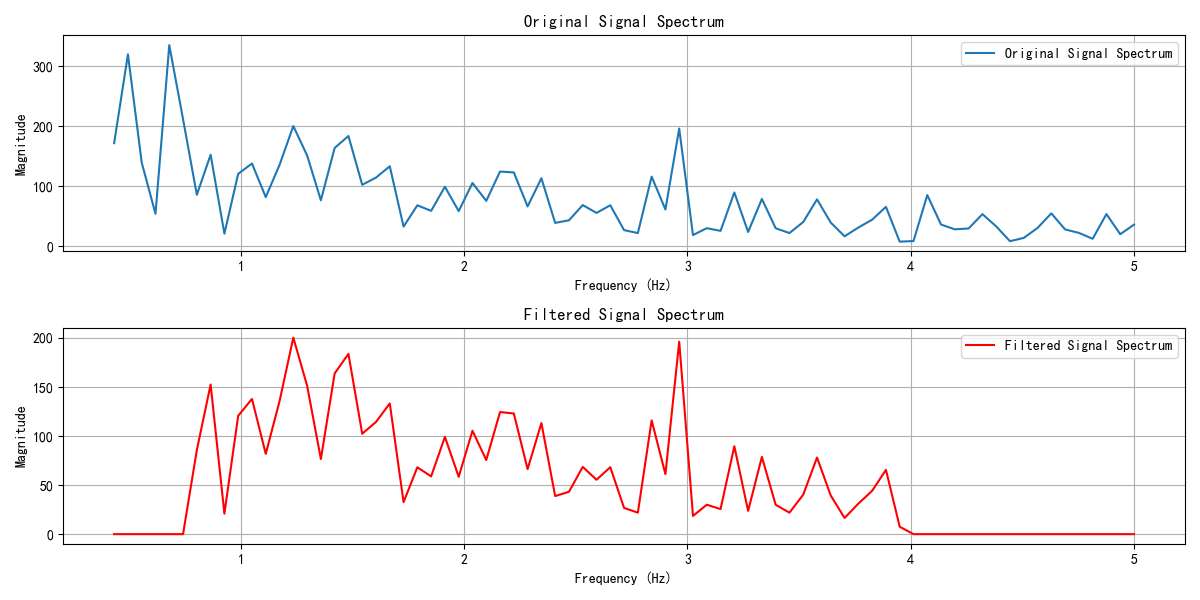 Original Signal Spectrum
Original Signal Spectrum
Magnitude
300
200
100
0
1 2 3 4 5
Frequency (Hz)
Filtered Signal Spectrum
Filtered Signal Spectrum
Magnitude
200
150
100
50
0
1 2 3 4 5
Frequency (Hz)